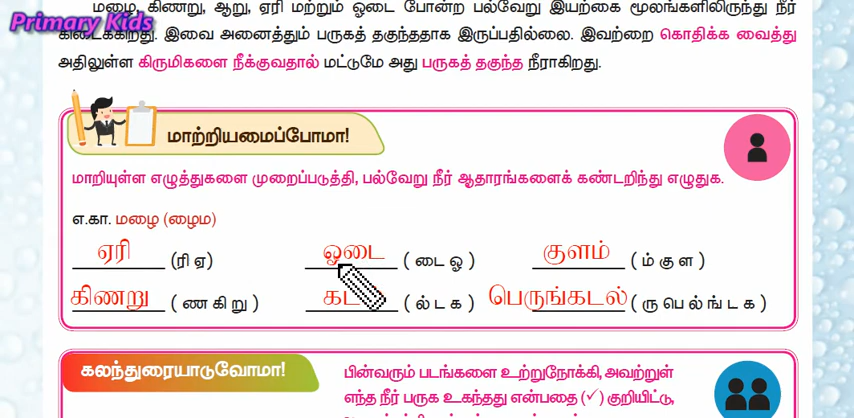 Primary Kids
மழை, கிணறு, ஆறு, ஏரி மற்றும் ஓடை போன்ற பல்வேறு இயற்கை மூலங்களிலிருந்து நீர்
கிடைக்கிறது. இவை அனைத்தும் பருகத் தகுந்ததாக இருப்பதில்லை. இவற்றை கொதிக்க வைத்து
அதிலுள்ள கிருமிகளை நீக்குவதால் மட்டுமே அது பருகத் தகுந்த நீராகிறது.
மாற்றியமைப்போமா!
மாறியுள்ள எழுத்துகளை முறைப்படுத்தி, பல்வேறு நீர் ஆதாரங்களைக் கண்டறிந்து எழுதுக.
எ.கா. மழை (ழைம)
ஏரி (ரி ஏ) ஓடை ( டை ஓ ) குளம் ( ம் கு ள )
கிணறு ( ண கி று ) ( ல் ட க ) பெருங்கடல் ( ரு பெ ல் ங் ட க )
கலந்துரையாடுவோமா!
பின்வரும் படங்களை உற்றுநோக்கி, அவற்றுள்
எந்த நீர் பருக உகந்தது என்பதை (✓) குறியிட்டு,